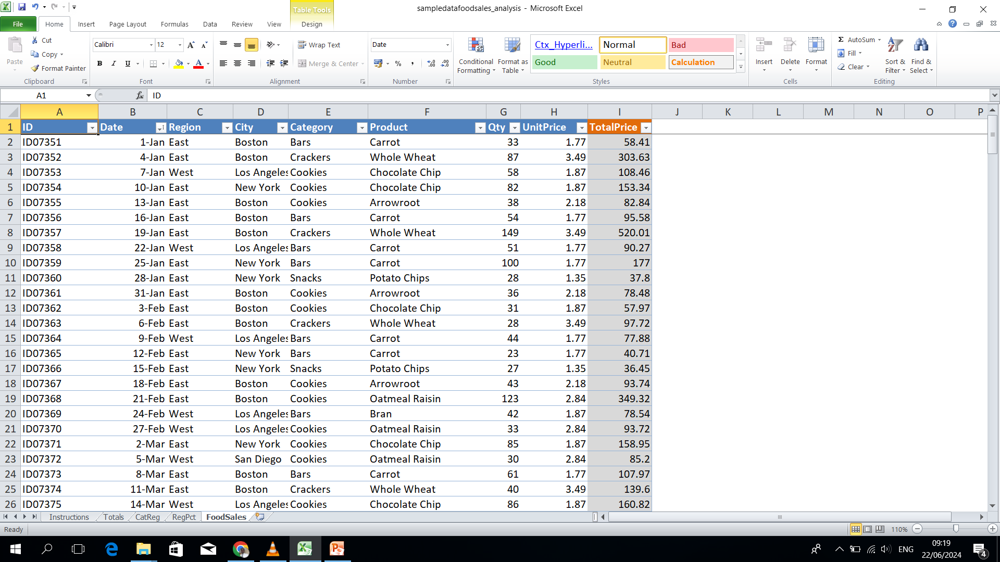 sampledatafoodsales_analysis - Microsoft Excel
Table Tools
File Home Insert Page Layout Formulas Data Review View Design
Paste
Cut
Copy
Format Painter
Clipboard
Calibri 12
B I U
Font
Wrap Text
Merge & Center
Alignment
Date
%
Number
Conditional Formatting
Format as Table
Ctx_Hyperli... Normal Bad
Good Neutral Calculation
Styles
Insert Delete Format
Cells
AutoSum
Fill
Clear
Sort & Filter
Find & Select
Editing
A1 fx ID
A B C D E F G H I J K L M N O P
1 ID Date Region City Category Product Qty UnitPrice TotalPrice
2 ID07351 1-Jan East Boston Bars Carrot 33 1.77 58.41
3 ID07352 4-Jan East Boston Crackers Whole Wheat 87 3.49 303.63
4 ID07353 7-Jan West Los Angeles Cookies Chocolate Chip 58 1.87 108.46
5 ID07354 10-Jan East New York Cookies Chocolate Chip 82 1.87 153.34
6 ID07355 13-Jan East Boston Cookies Arrowroot 38 2.18 82.84
7 ID07356 16-Jan East Boston Bars Carrot 54 1.77 95.58
8 ID07357 19-Jan East Boston Crackers Whole Wheat 149 3.49 520.01
9 ID07358 22-Jan West Los Angeles Bars Carrot 51 1.77 90.27
10 ID07359 25-Jan East New York Bars Carrot 100 1.77 177
11 ID07360 28-Jan East New York Snacks Potato Chips 28 1.35 37.8
12 ID07361 31-Jan East Boston Cookies Arrowroot 36 2.18 78.48
13 ID07362 3-Feb East Boston Cookies Chocolate Chip 31 1.87 57.97
14 ID07363 6-Feb East Boston Crackers Whole Wheat 28 3.49 97.72
15 ID07364 9-Feb West Los Angeles Bars Carrot 44 1.77 77.88
16 ID07365 12-Feb East New York Bars Carrot 23 1.77 40.71
17 ID07366 15-Feb East New York Snacks Potato Chips 27 1.35 36.45
18 ID07367 18-Feb East Boston Cookies Arrowroot 43 2.18 93.74
19 ID07368 21-Feb East Boston Cookies Oatmeal Raisin 123 2.84 349.32
20 ID07369 24-Feb West Los Angeles Bars Bran 42 1.87 78.54
21 ID07370 27-Feb West Los Angeles Cookies Oatmeal Raisin 33 2.84 93.72
22 ID07371 2-Mar East New York Cookies Chocolate Chip 85 1.87 158.95
23 ID07372 5-Mar West San Diego Cookies Oatmeal Raisin 30 2.84 85.2
24 ID07373 8-Mar East Boston Bars Carrot 61 1.77 107.97
25 ID07374 11-Mar East Boston Crackers Whole Wheat 40 3.49 139.6
26 ID07375 14-Mar West Los Angeles Cookies Chocolate Chip 86 1.87 160.82
Instructions Totals CatReg RegPct FoodSales
Ready 110%
ENG 09:19
22/06/2024 4